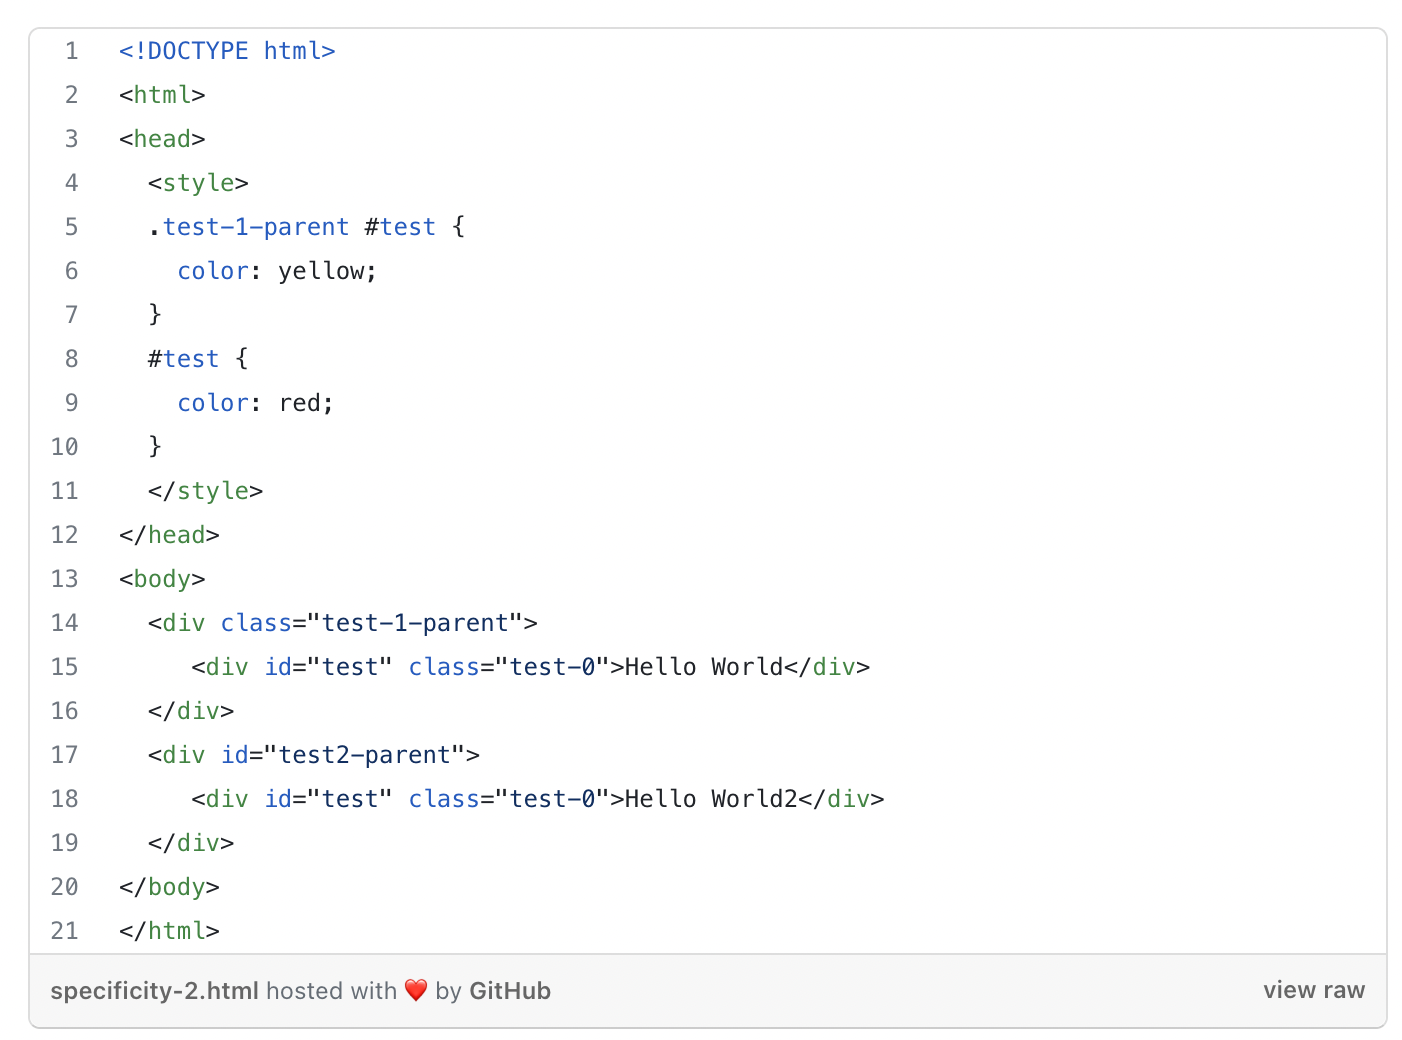 1 <!DOCTYPE html>
2 <html>
3 <head>
4   <style>
5   .test-1-parent #test {
6     color: yellow;
7   }
8   #test {
9     color: red;
10   }
11   </style>
12 </head>
13 <body>
14   <div class="test-1-parent">
15      <div id="test" class="test-0">Hello World</div>
16   </div>
17   <div id="test2-parent">
18      <div id="test" class="test-0">Hello World2</div>
19   </div>
20 </body>
21 </html>
specificity-2.html hosted with ❤️ by GitHub view raw